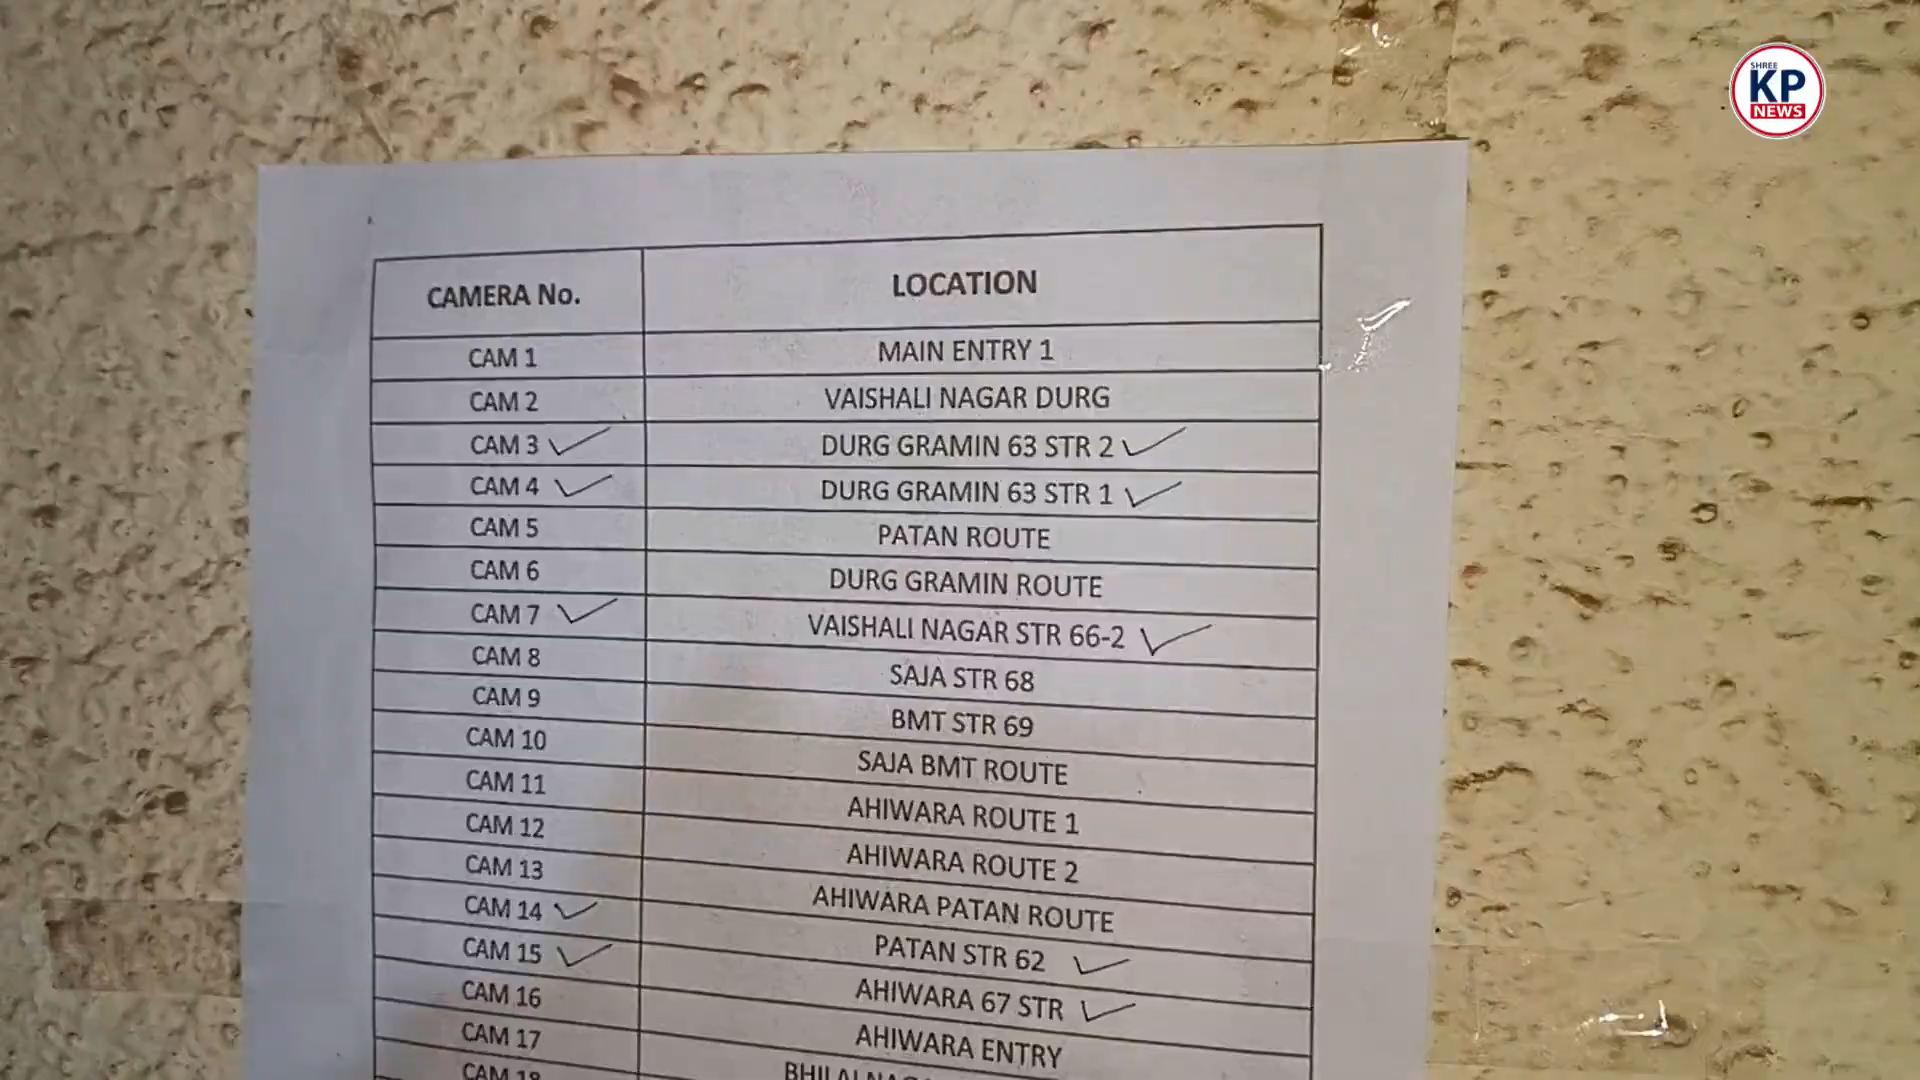 SHREE
KP
NEWS
CAMERA No. LOCATION
CAM 1 MAIN ENTRY 1
CAM 2 VAISHALI NAGAR DURG
CAM 3 ✓ DURG GRAMIN 63 STR 2 ✓
CAM 4 ✓ DURG GRAMIN 63 STR 1 ✓
CAM 5 PATAN ROUTE
CAM 6 DURG GRAMIN ROUTE
CAM 7 ✓ VAISHALI NAGAR STR 66-2 ✓
CAM 8 SAJA STR 68
CAM 9 BMT STR 69
CAM 10 SAJA BMT ROUTE
CAM 11 AHIWARA ROUTE 1
CAM 12 AHIWARA ROUTE 2
CAM 13 AHIWARA PATAN ROUTE
CAM 14 ✓ PATAN STR 62 ✓
CAM 15 ✓ AHIWARA 67 STR ✓
CAM 16 AHIWARA ENTRY
CAM 17
CAM 18